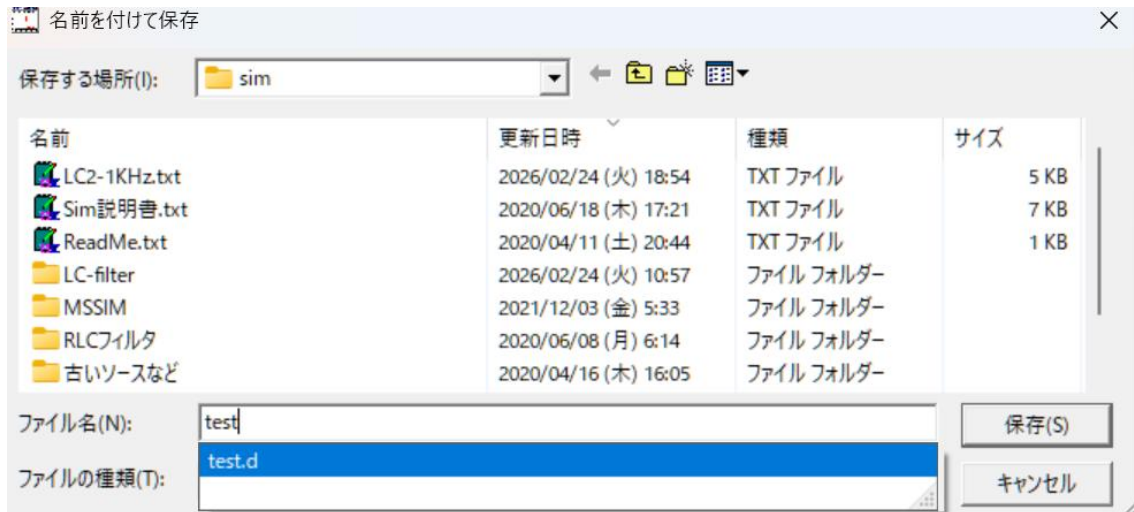 名前を付けて保存
保存する場所(I): sim
名前 更新日時 種類 サイズ
LC2-1KHz.txt 2026/02/24 (火) 18:54 TXT ファイル 5 KB
Sim説明書.txt 2020/06/18 (木) 17:21 TXT ファイル 7 KB
ReadMe.txt 2020/04/11 (土) 20:44 TXT ファイル 1 KB
LC-filter 2026/02/24 (火) 10:57 ファイル フォルダー
MSSIM 2021/12/03 (金) 5:33 ファイル フォルダー
RLCフィルタ 2020/06/08 (月) 6:14 ファイル フォルダー
古いソースなど 2020/04/16 (木) 16:05 ファイル フォルダー
ファイル名(N): test 保存(S)
test.d
ファイルの種類(T): キャンセル